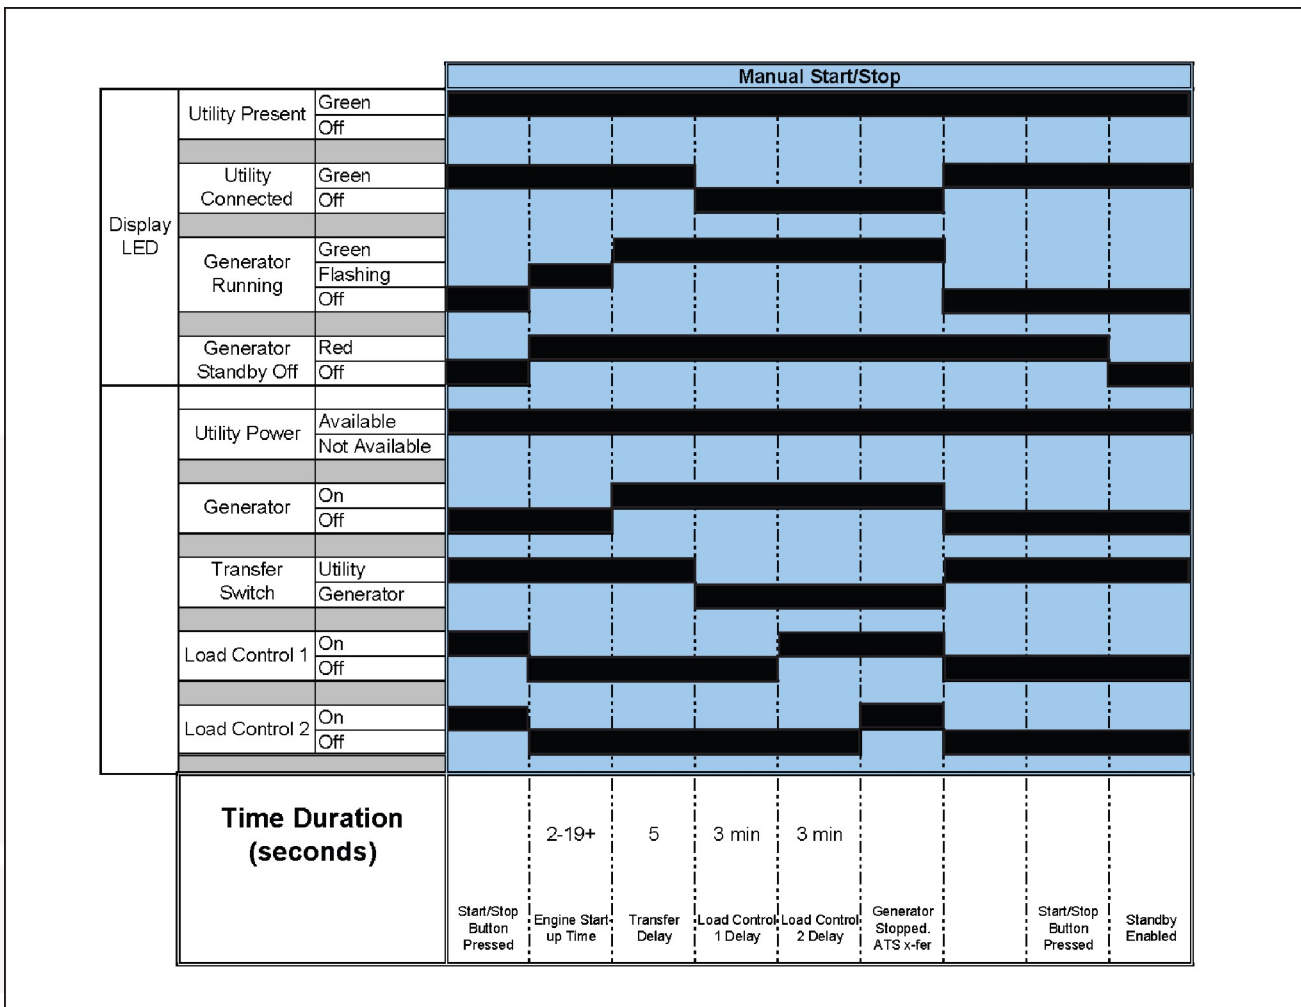 Manual Start/Stop
Display
LED
Utility Present
Green
Off
Utility
Connected
Green
Off
Generator
Running
Green
Flashing
Off
Generator
Standby Off
Red
Off
Utility Power
Available
Not Available
Generator
On
Off
Transfer
Switch
Utility
Generator
Load Control 1
On
Off
Load Control 2
On
Off
Time Duration
(seconds)
2-19+
5
3 min
3 min
Start/Stop
Button
Pressed
Engine Start-
up Time
Transfer
Delay
Load Control
1 Delay
Load Control
2 Delay
Generator
Stopped.
ATS x-fer
Start/Stop
Button
Pressed
Standby
Enabled